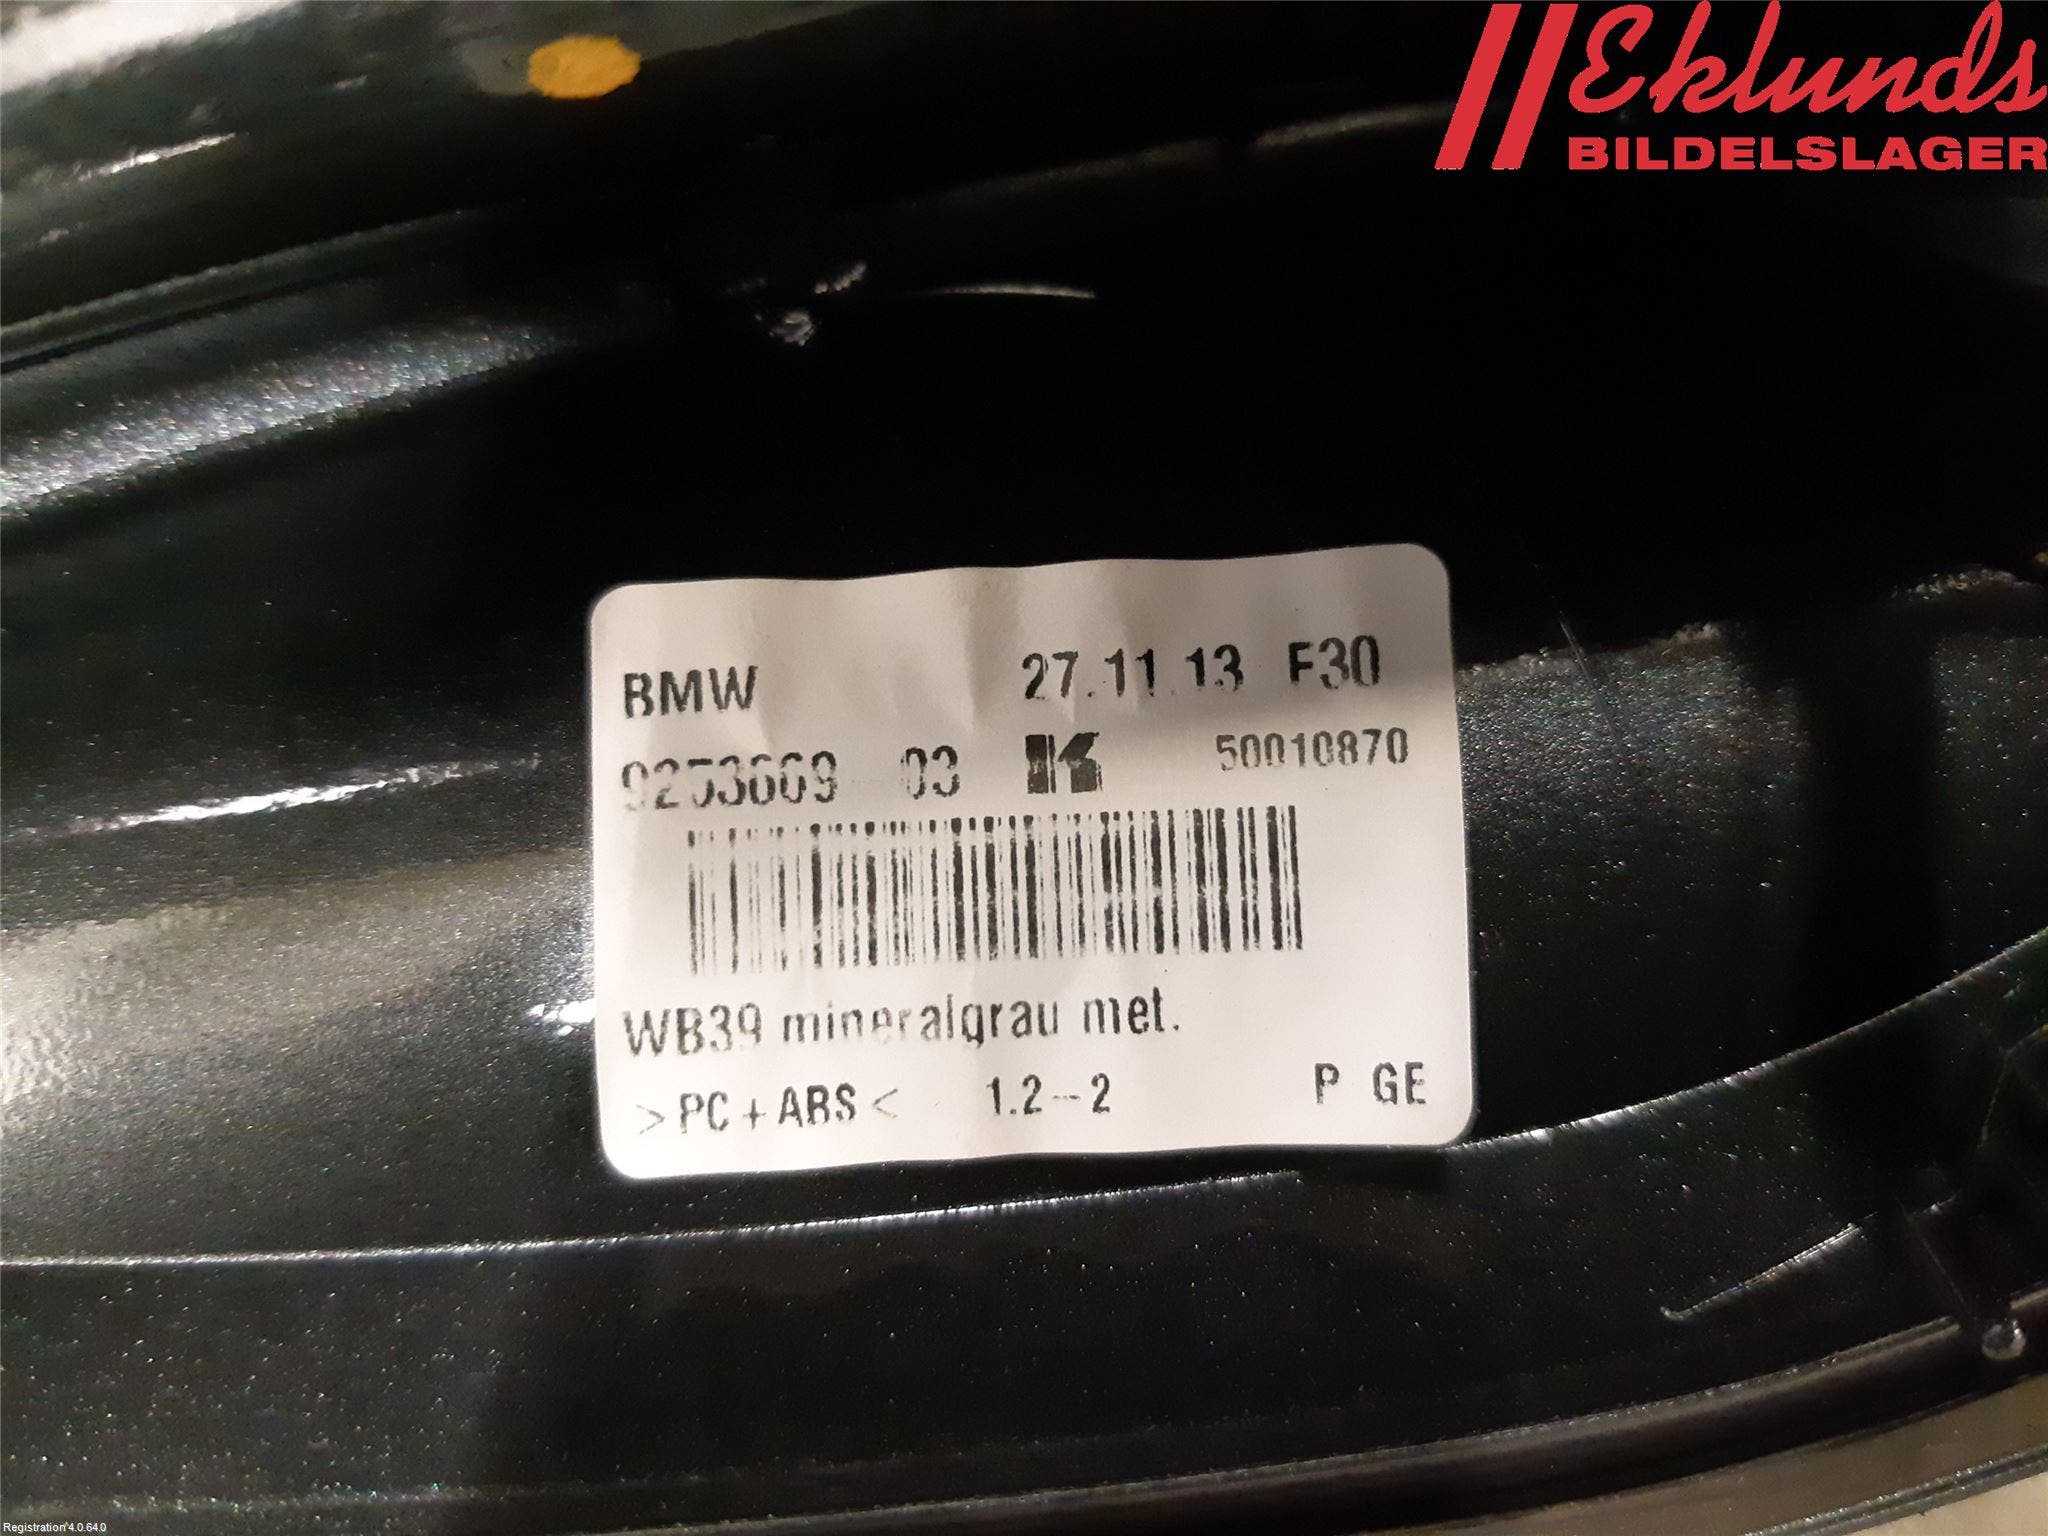 Eklunds
BILDELSLAGER
BMW 27.11.13 F30
9253669 03 K 50010870
WB39 mineralgrau met.
>PC+ABS< 1.2-2 P GE
Registration 4.0.64.0